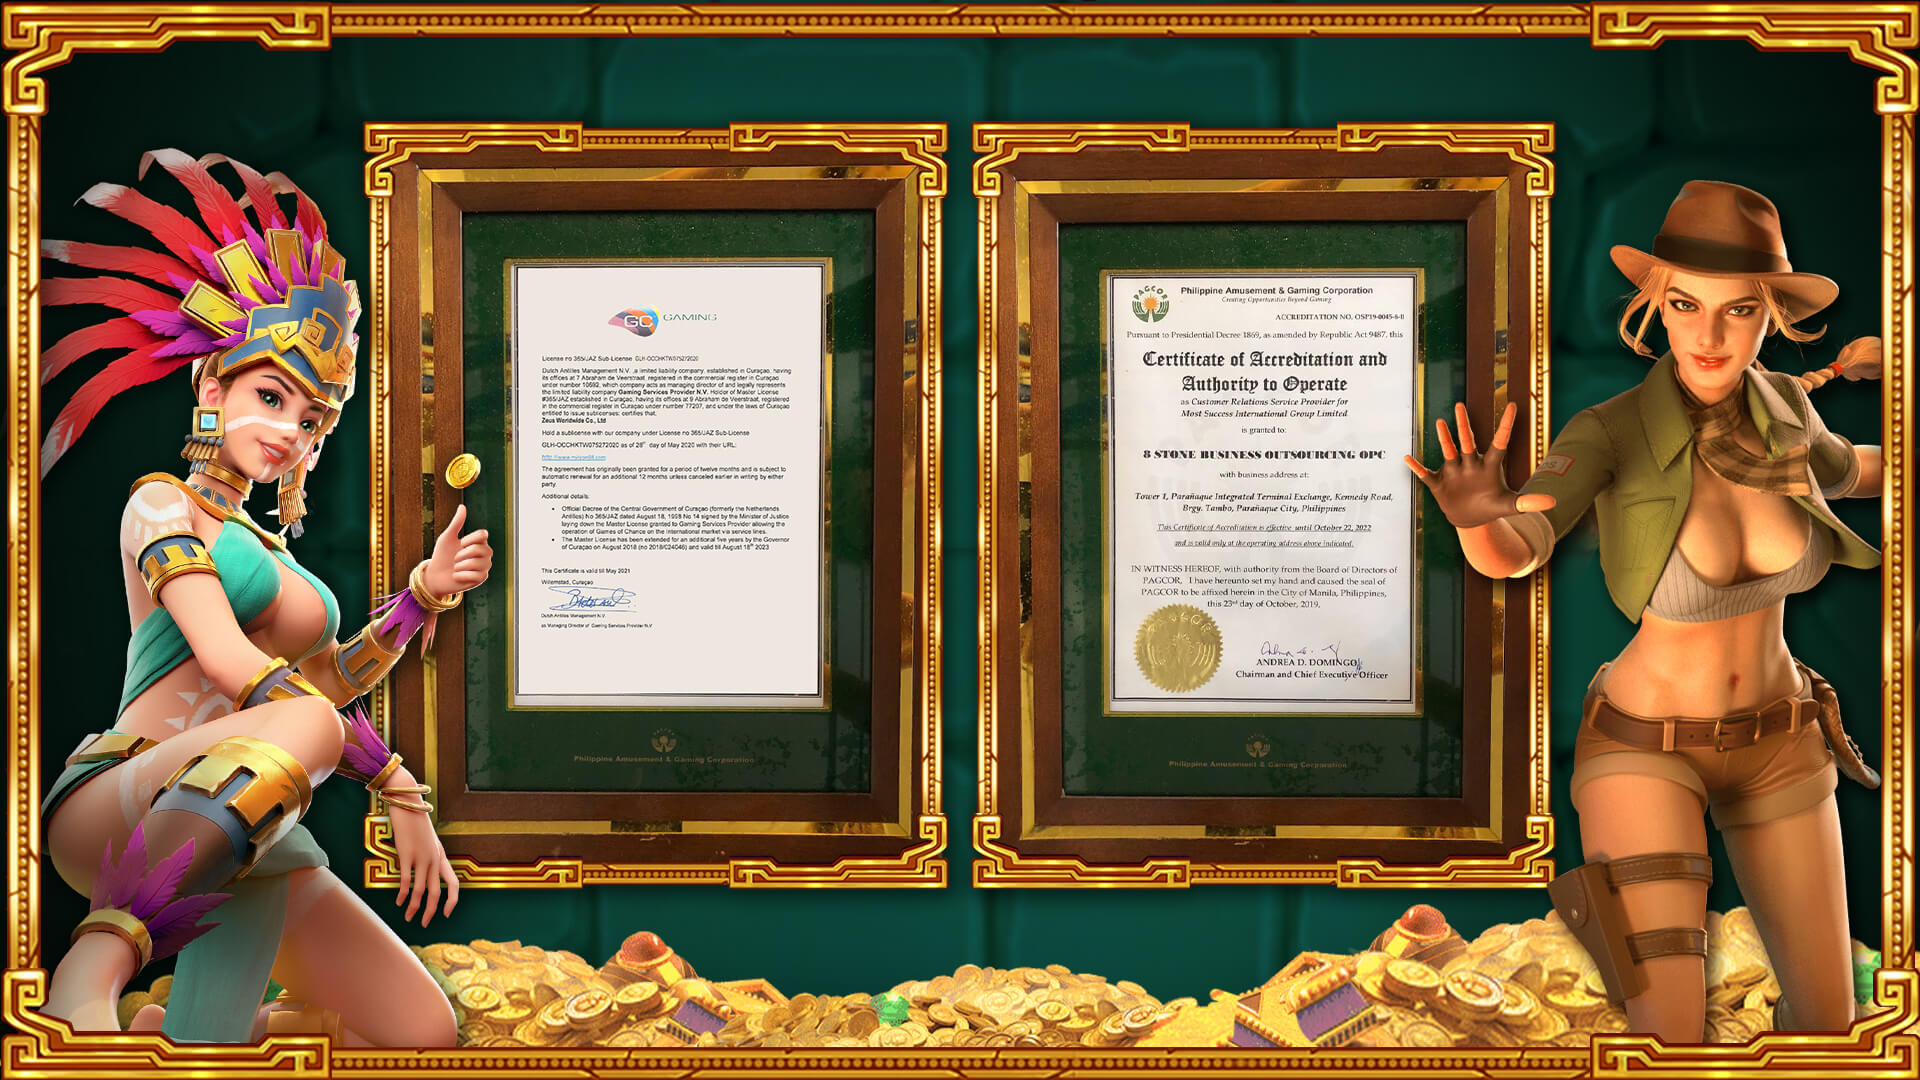 GC GAMING
License no 365/JAZ Sub-License GLH-OCCHKTW075272020
Dutch Antilles Management N.V. ,a limited liability company, established in Curaçao, having
its offices at 7 Abraham de Veerstraat, registered in the commercial register in Curaçao
under number 10692, which company acts as managing director of and legally represents
the limited liability company Gaming Services Provider N.V. Holder of Master License
#365/JAZ established in Curaçao, having its offices at 9 Abraham de Veerstraat, registered
in the commercial register in Curaçao under number 77207, and under the laws of Curaçao
entitled to issue sublicenses; certifies that.
Zeus Worldwide Co., Ltd
Hold a sublicense with our company under License no 365/JAZ Sub-License
GLH-OCCHKTW075272020 as of 28th day of May 2020 with their URL:
The agreement has originally been granted for a period of twelve months and is subject to
automatic renewal for an additional 12 months unless canceled earlier in writing by either
party.
Additional details:
• Official Decree of the Central Government of Curaçao (formerly the Netherlands
Antilles) No 365/JAZ dated August 18, 1998 No 14 signed by the Minister of Justice
laying down the Master License granted to Gaming Services Provider allowing the
operation of Games of Chance on the International market via service lines.
• The Master License has been extended for an additional five years by the Governor
of Curaçao on August 2018 (no 2018/024046) and valid till August 18th 2023
This Certificate is valid till May 2021
Willemstad, Curaçao
Dutch Antilles Management N.V.
as Managing Director of Gaming Services Provider N.V
Philippine Amusement & Gaming Corporation
PAGCOR
Philippine Amusement & Gaming Corporation
Creating Opportunities Beyond Gaming
ACCREDITATION NO. OSP19-0045-6-II
Pursuant to Presidential Decree 1869, as amended by Republic Act 9487, this
Certificate of Accreditation and
Authority to Operate
as Customer Relations Service Provider for
Most Success International Group Limited
is granted to:
8 STONE BUSINESS OUTSOURCING OPC
with business address at:
Tower 1, Parañaque Integrated Terminal Exchange, Kennedy Road,
Brgy. Tambo, Parañaque City, Philippines
This Certificate of Accreditation is effective until October 22, 2022
and is valid only at the operating address above indicated.
IN WITNESS HEREOF, with authority from the Board of Directors of
PAGCOR, I have hereunto set my hand and caused the seal of
PAGCOR to be affixed herein in the City of Manila, Philippines,
this 23rd day of October, 2019.
PAGCOR
ANDREA D. DOMINGO
Chairman and Chief Executive Officer
Philippine Amusement & Gaming Corporation